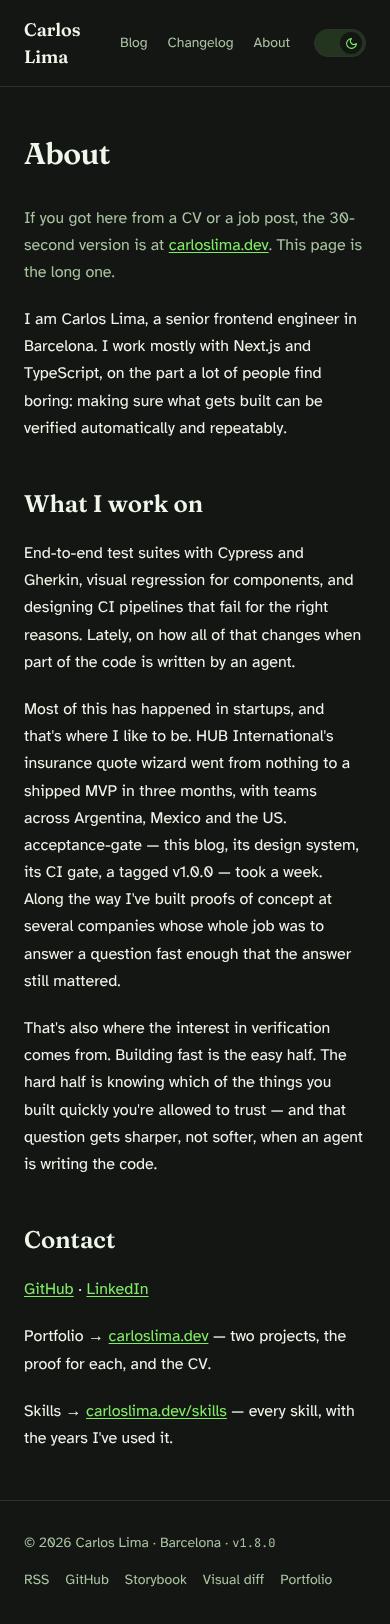 Carlos
Lima
Blog
Changelog
About
About
If you got here from a CV or a job post, the 30-
second version is at carloslima.dev. This page is
the long one.
I am Carlos Lima, a senior frontend engineer in
Barcelona. I work mostly with Next.js and
TypeScript, on the part a lot of people find
boring: making sure what gets built can be
verified automatically and repeatably.
What I work on
End-to-end test suites with Cypress and
Gherkin, visual regression for components, and
designing CI pipelines that fail for the right
reasons. Lately, on how all of that changes when
part of the code is written by an agent.
Most of this has happened in startups, and
that's where I like to be. HUB International's
insurance quote wizard went from nothing to a
shipped MVP in three months, with teams
across Argentina, Mexico and the US.
acceptance-gate — this blog, its design system,
its CI gate, a tagged v1.0.0 — took a week.
Along the way I've built proofs of concept at
several companies whose whole job was to
answer a question fast enough that the answer
still mattered.
That's also where the interest in verification
comes from. Building fast is the easy half. The
hard half is knowing which of the things you
built quickly you're allowed to trust — and that
question gets sharper, not softer, when an agent
is writing the code.
Contact
GitHub · LinkedIn
Portfolio → carloslima.dev — two projects, the
proof for each, and the CV.
Skills → carloslima.dev/skills — every skill, with
the years I've used it.
© 2026 Carlos Lima · Barcelona · v1.8.0
RSS GitHub Storybook Visual diff Portfolio